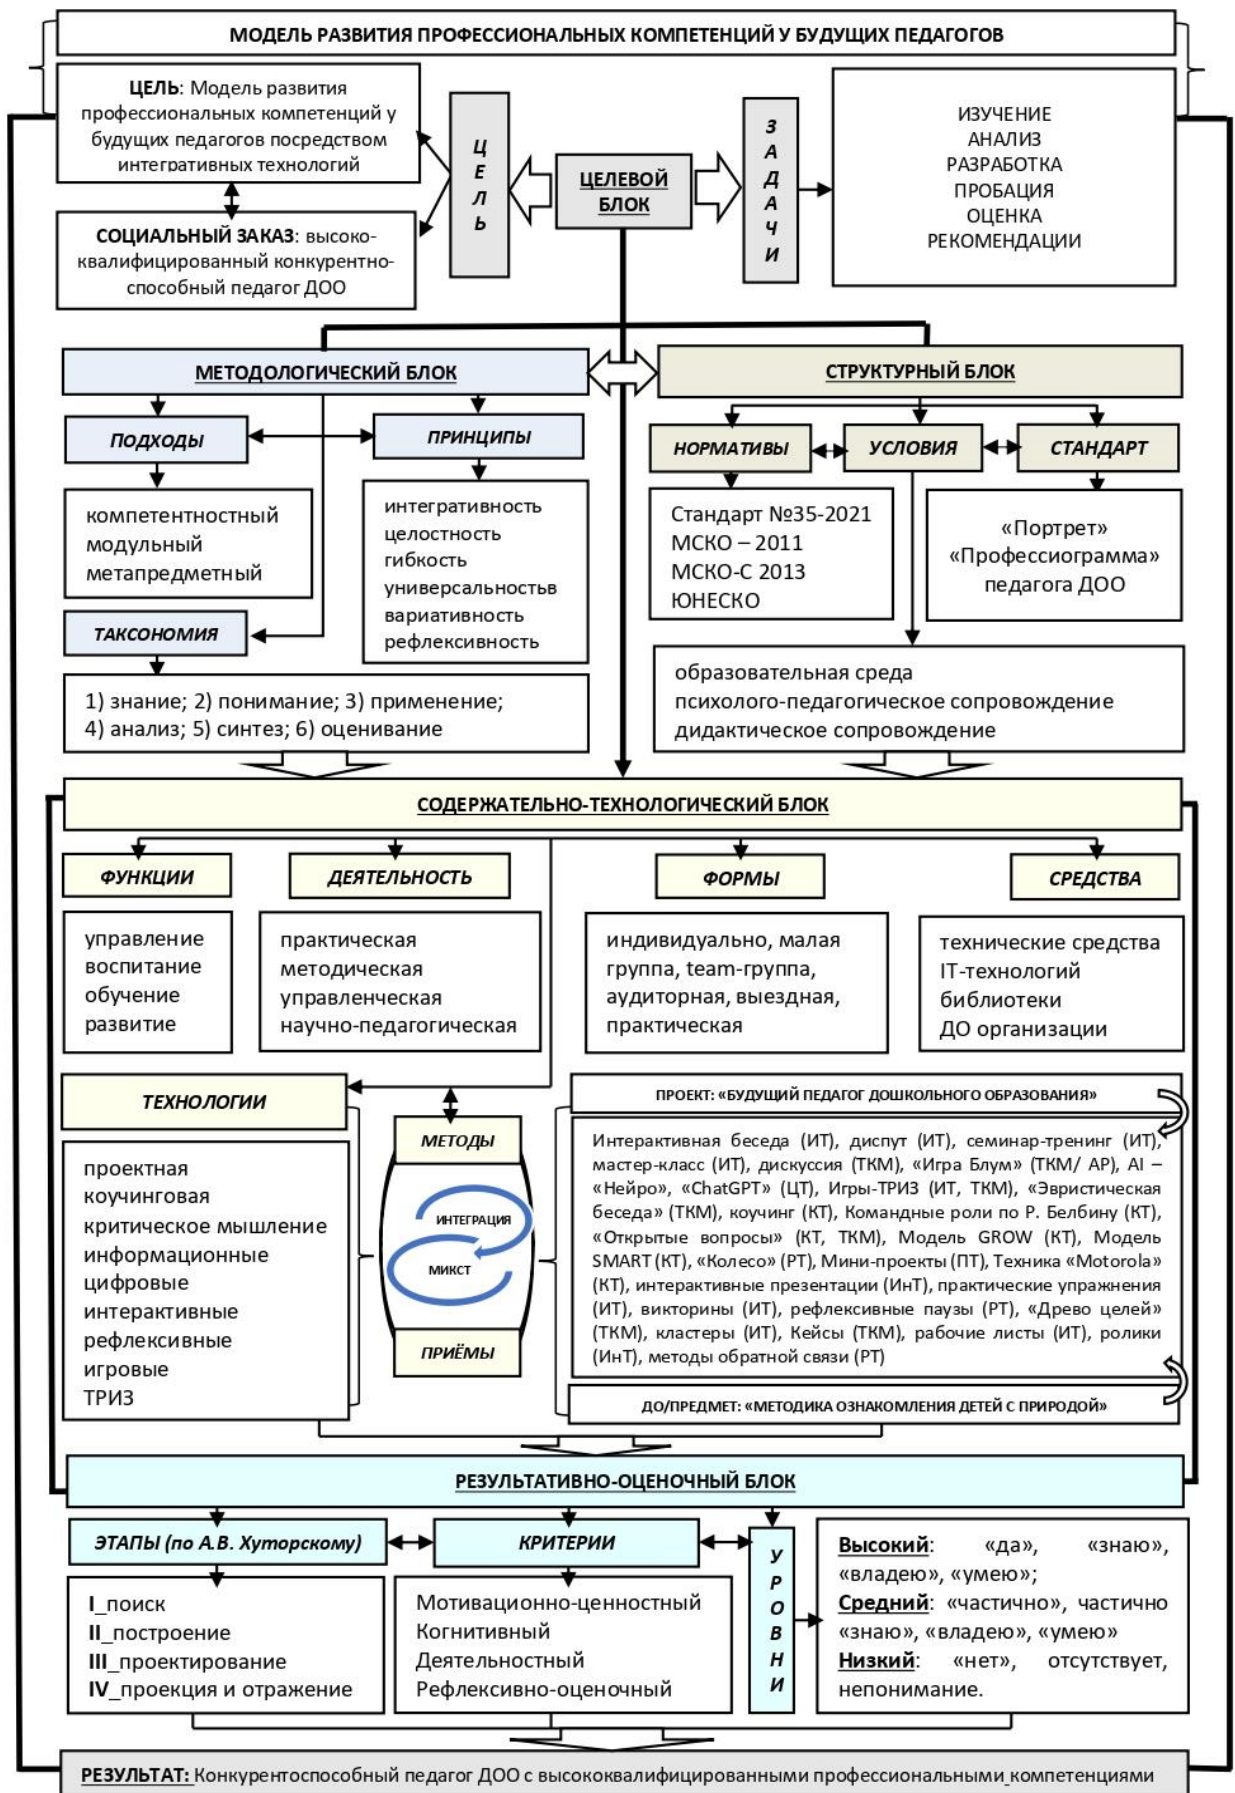 МОДЕЛЬ РАЗВИТИЯ ПРОФЕССИОНАЛЬНЫХ КОМПЕТЕНЦИЙ У БУДУЩИХ ПЕДАГОГОВ
ЦЕЛЬ: Модель развития
профессиональных компетенций у
будущих педагогов посредством
интегративных технологий
СОЦИАЛЬНЫЙ ЗАКАЗ: высоко-
квалифицированный конкурентно-
способный педагог ДОО
ЦЕЛЬ
ЦЕЛЕВОЙ
БЛОК
ЗАДАЧИ
ИЗУЧЕНИЕ
АНАЛИЗ
РАЗРАБОТКА
ПРОБАЦИЯ
ОЦЕНКА
РЕКОМЕНДАЦИИ
МЕТОДОЛОГИЧЕСКИЙ БЛОК
ПОДХОДЫ
ПРИНЦИПЫ
компетентностный
модульный
метапредметный
интегративность
целостность
гибкость
универсальностьв
вариативность
рефлексивность
ТАКСОНОМИЯ
1) знание; 2) понимание; 3) применение;
4) анализ; 5) синтез; 6) оценивание
СТРУКТУРНЫЙ БЛОК
НОРМАТИВЫ
УСЛОВИЯ
СТАНДАРТ
Стандарт №35-2021
МСКО – 2011
МСКО-С 2013
ЮНЕСКО
«Портрет»
«Профессиограмма»
педагога ДОО
образовательная среда
психолого-педагогическое сопровождение
дидактическое сопровождение
СОДЕРЖАТЕЛЬНО-ТЕХНОЛОГИЧЕСКИЙ БЛОК
ФУНКЦИИ
ДЕЯТЕЛЬНОСТЬ
ФОРМЫ
СРЕДСТВА
управление
воспитание
обучение
развитие
практическая
методическая
управленческая
научно-педагогическая
индивидуально, малая
группа, team-группа,
аудиторная, выездная,
практическая
технические средства
IT-технологий
библиотеки
ДО организации
ТЕХНОЛОГИИ
проектная
коучинговая
критическое мышление
информационные
цифровые
интерактивные
рефлексивные
игровые
ТРИЗ
МЕТОДЫ
ИНТЕГРАЦИЯ
МИКСТ
ПРИЁМЫ
ПРОЕКТ: «БУДУЩИЙ ПЕДАГОГ ДОШКОЛЬНОГО ОБРАЗОВАНИЯ»
Интерактивная беседа (ИТ), диспут (ИТ), семинар-тренинг (ИТ),
мастер-класс (ИТ), дискуссия (ТКМ), «Игра Блум» (ТКМ/ АР), AI –
«Нейро», «ChatGPT» (ЦТ), Игры-ТРИЗ (ИТ, ТКМ), «Эвристическая
беседа» (ТКМ), коучинг (КТ), Командные роли по Р. Белбину (КТ),
«Открытые вопросы» (КТ, ТКМ), Модель GROW (КТ), Модель
SMART (КТ), «Колесо» (РТ), Мини-проекты (ПТ), Техника «Motorola»
(КТ), интерактивные презентации (ИнТ), практические упражнения
(ИТ), викторины (ИТ), рефлексивные паузы (РТ), «Древо целей»
(ТКМ), кластеры (ИТ), Кейсы (ТКМ), рабочие листы (ИТ), ролики
(ИнТ), методы обратной связи (РТ)
ДО/ПРЕДМЕТ: «МЕТОДИКА ОЗНАКОМЛЕНИЯ ДЕТЕЙ С ПРИРОДОЙ»
РЕЗУЛЬТАТИВНО-ОЦЕНОЧНЫЙ БЛОК
ЭТАПЫ (по А.В. Хуторскому)
КРИТЕРИИ
УРОВНИ
I_поиск
II_построение
III_проектирование
IV_проекция и отражение
Мотивационно-ценностный
Когнитивный
Деятельностный
Рефлексивно-оценочный
Высокий: «да», «знаю»,
«владею», «умею»;
Средний: «частично», частично
«знаю», «владею», «умею»
Низкий: «нет», отсутствует,
непонимание.
РЕЗУЛЬТАТ: Конкурентоспособный педагог ДОО с высококвалифицированными профессиональными компетенциями